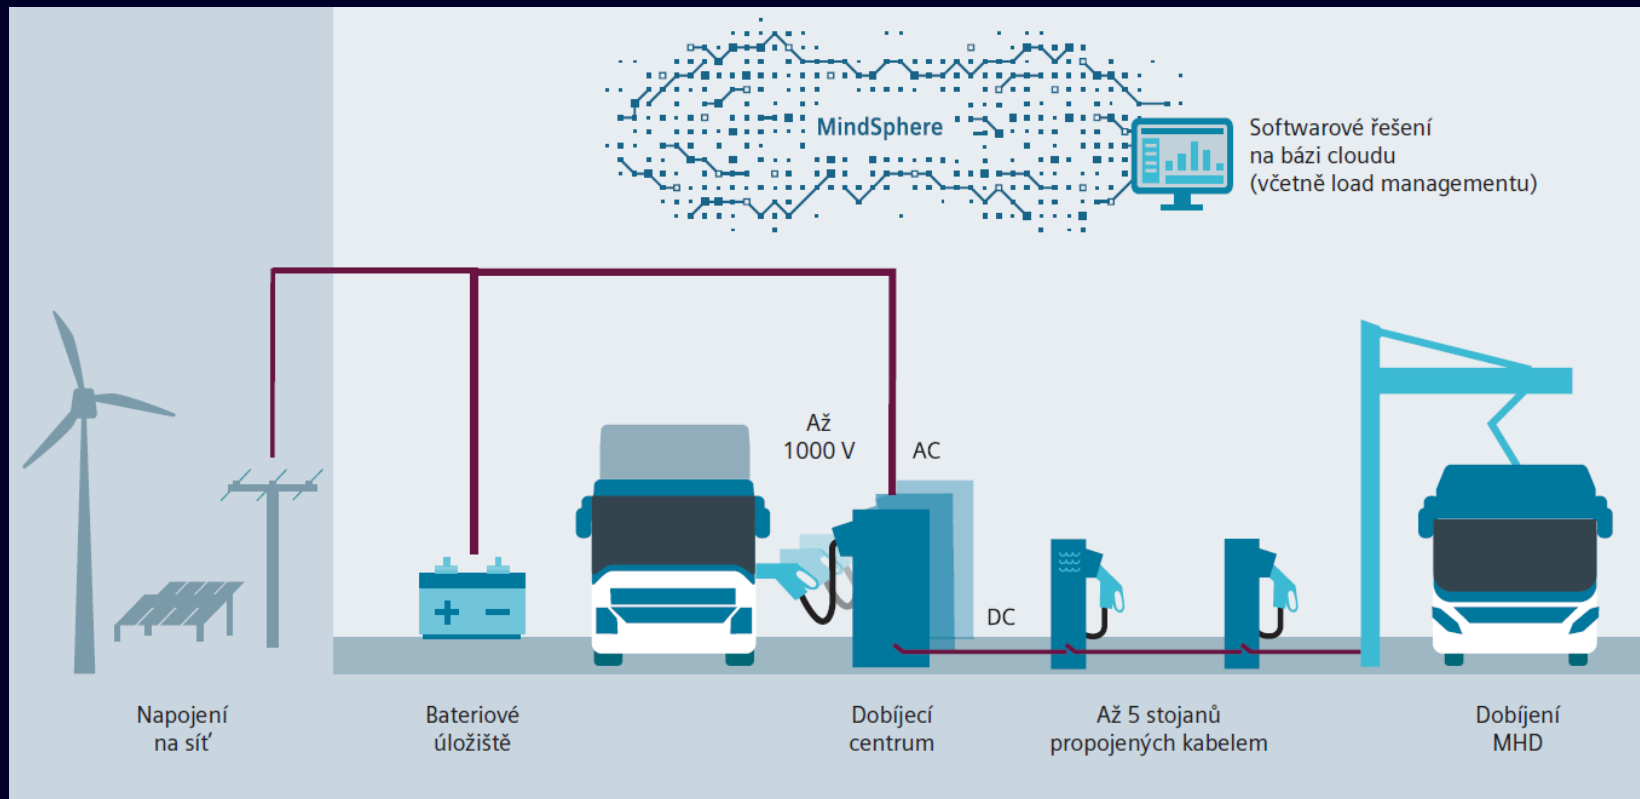 MindSphere
Softwarové řešení
na bázi cloudu
(včetně load managementu)
Až
1000 V
AC
DC
Napojení
na síť
Bateriové
úložiště
Dobíjecí
centrum
Až 5 stojanů
propojených kabelem
Dobíjení
MHD